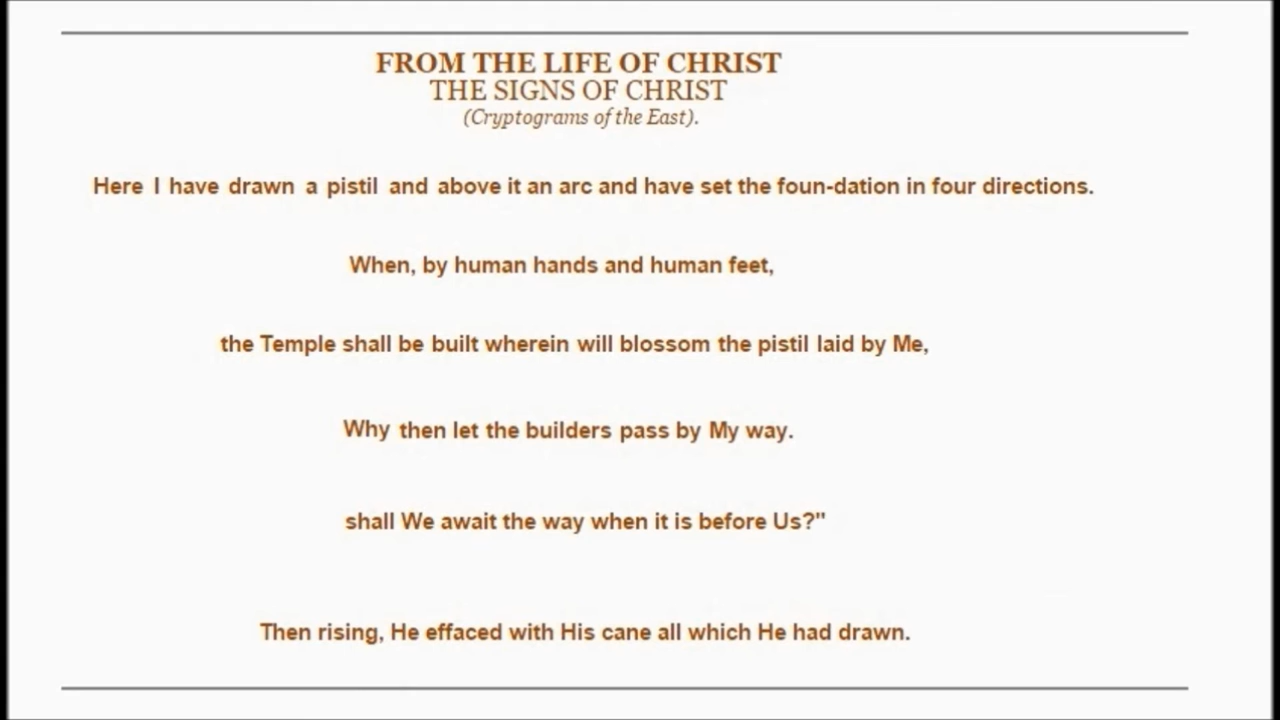 FROM THE LIFE OF CHRIST
THE SIGNS OF CHRIST
(Cryptograms of the East).
Here I have drawn a pistil and above it an arc and have set the foun-dation in four directions.
When, by human hands and human feet,
the Temple shall be built wherein will blossom the pistil laid by Me,
Why then let the builders pass by My way.
shall We await the way when it is before Us?"
Then rising, He effaced with His cane all which He had drawn.